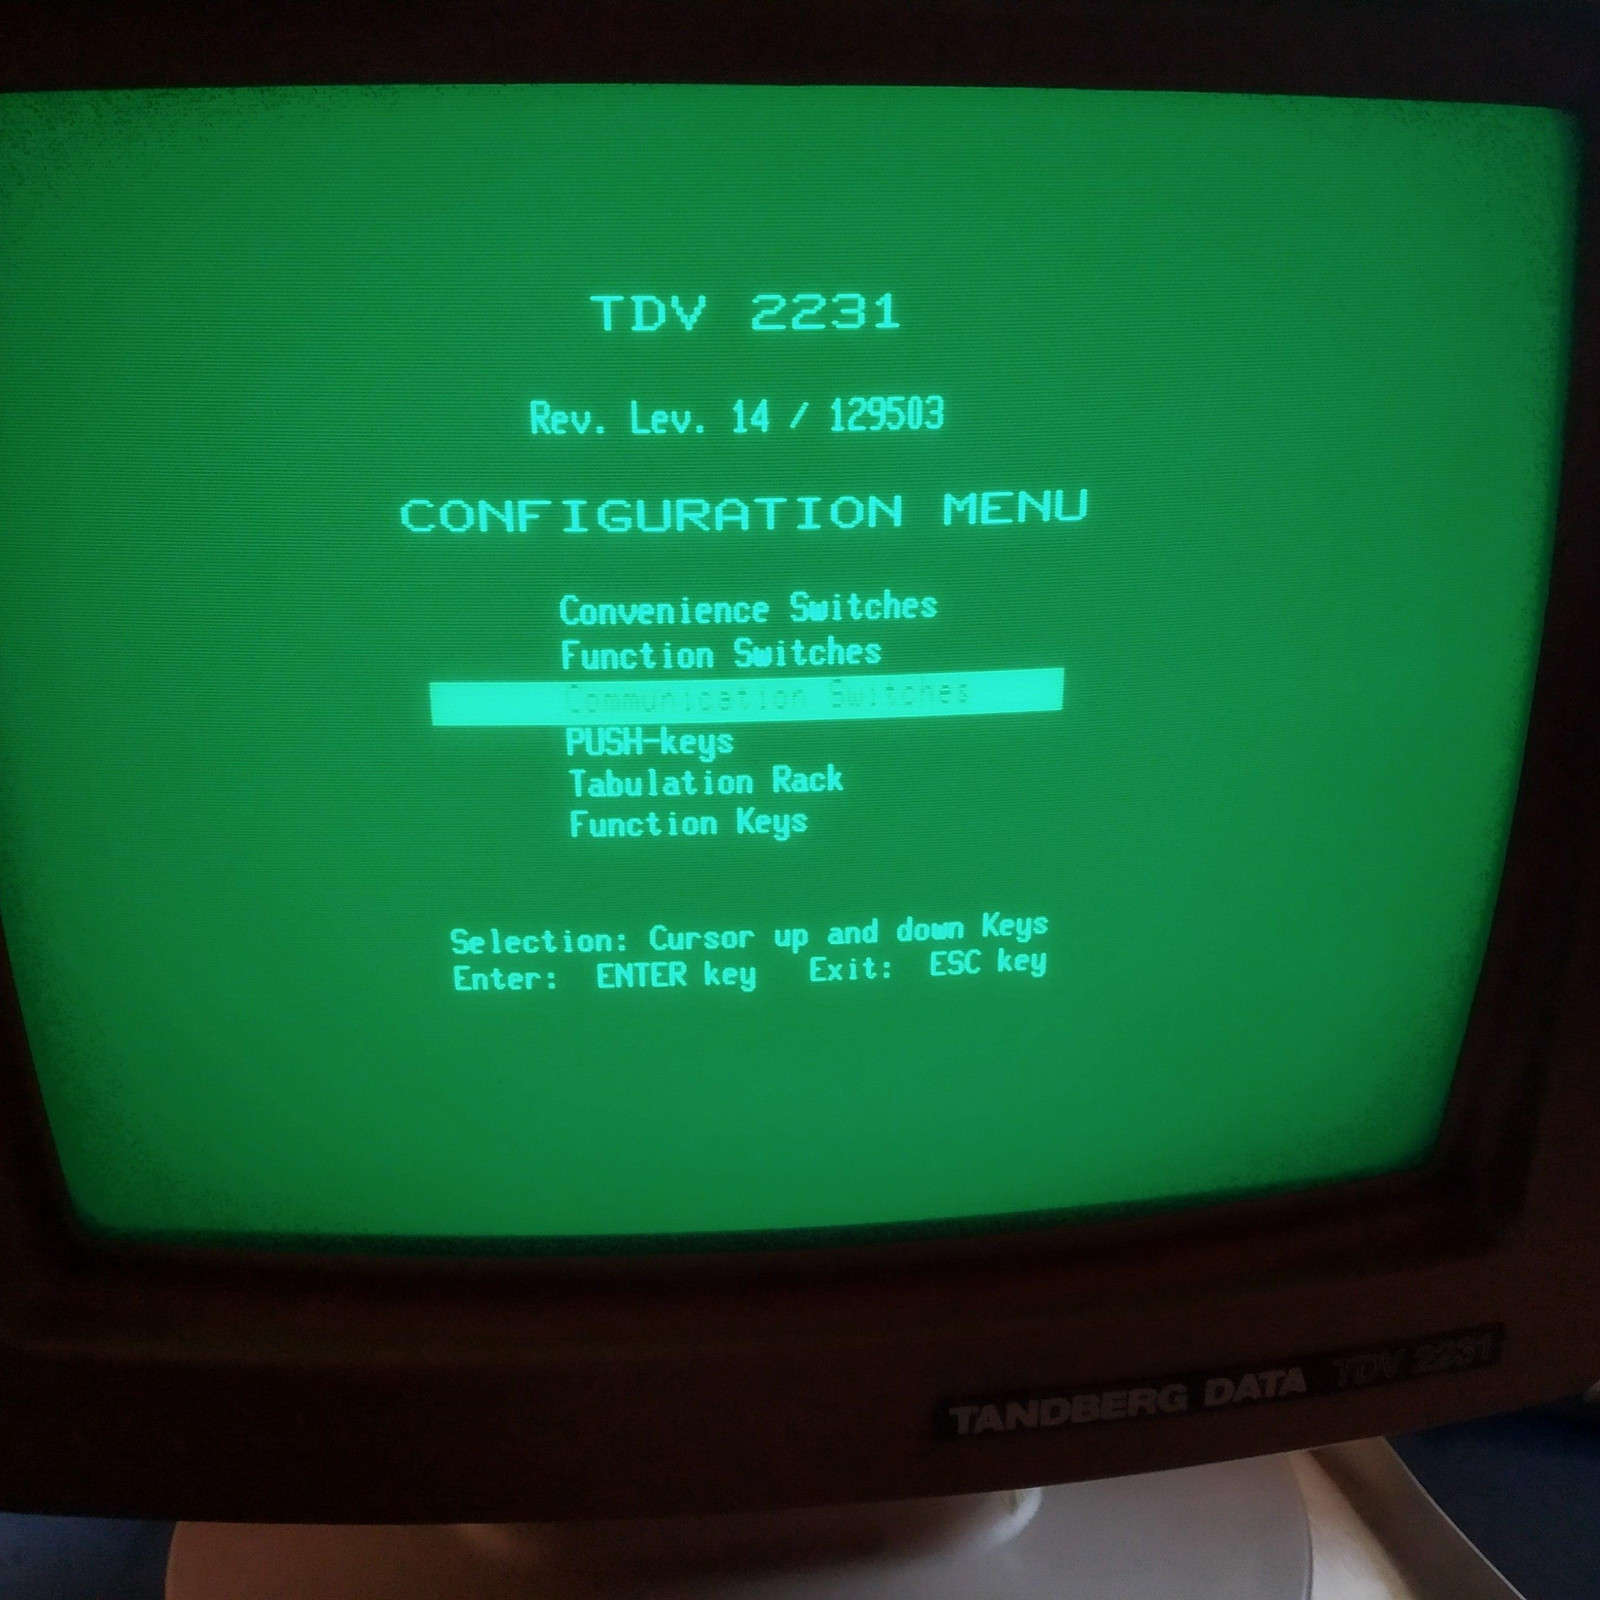 TDV 2231
Rev. Lev. 14 / 129503
CONFIGURATION MENU
Convenience Switches
Function Switches
Communication Switches
PUSH-keys
Tabulation Rack
Function Keys
Selection: Cursor up and down Keys
Enter: ENTER key Exit: ESC key
TANDBERG DATA TDV 2231